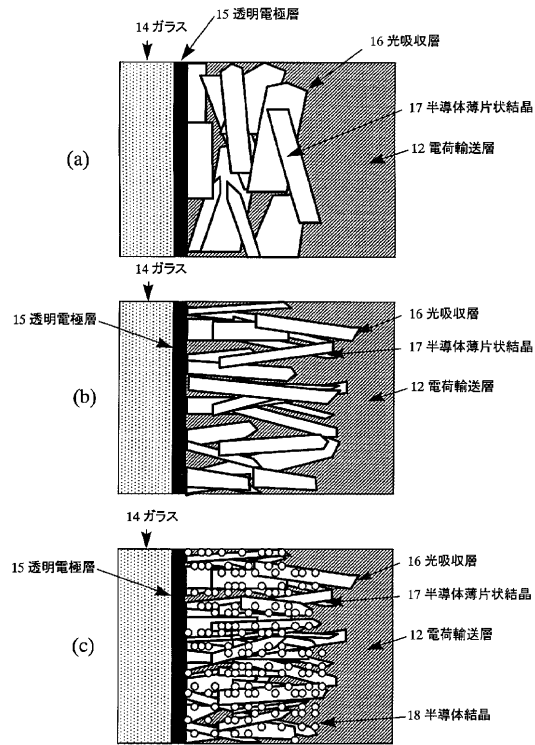 15 透明電極層
14 ガラス
16 光吸収層
17 半導体薄片状結晶
12 電荷輸送層
(a)
14 ガラス
15 透明電極層
16 光吸収層
17 半導体薄片状結晶
12 電荷輸送層
(b)
14 ガラス
15 透明電極層
16 光吸収層
17 半導体薄片状結晶
12 電荷輸送層
(c)
18 半導体結晶